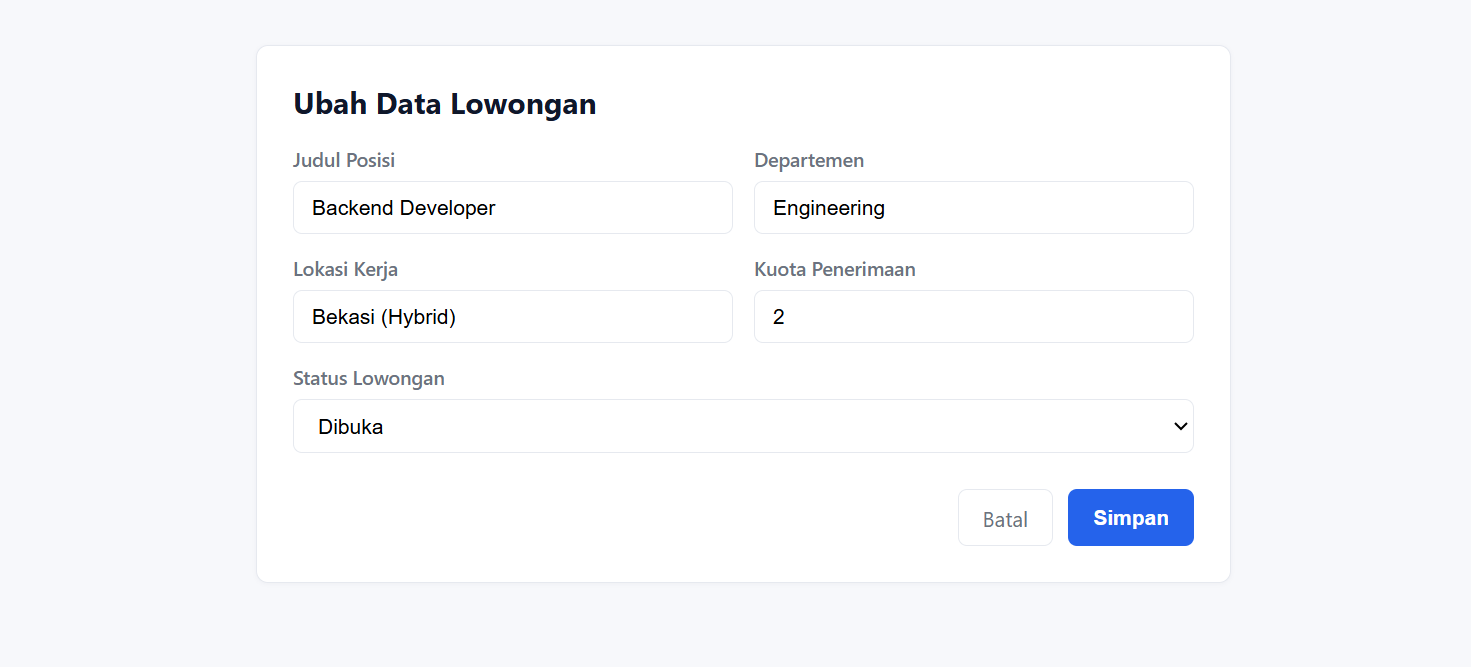 Ubah Data Lowongan
Judul Posisi
Departemen
Backend Developer
Engineering
Lokasi Kerja
Kuota Penerimaan
Bekasi (Hybrid)
2
Status Lowongan
Dibuka
Batal
Simpan